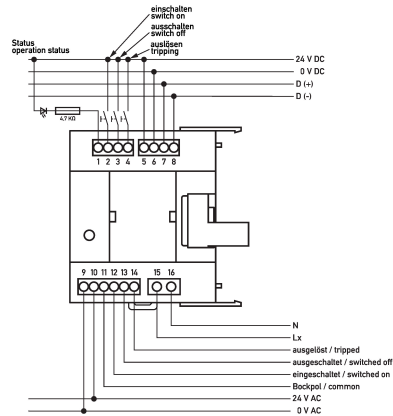 einschalten
switch on
ausschalten
switch off
Status
operation status
auslösen
tripping
24 V DC
0 V DC
D (+)
D (-)
4,7 KΩ
1 2 3 4 5 6 7 8
9 10 11 12 13 14 15 16
N
Lx
ausgelöst / tripped
ausgeschaltet / switched off
eingeschaltet / switched on
Bockpol / common
24 V AC
0 V AC